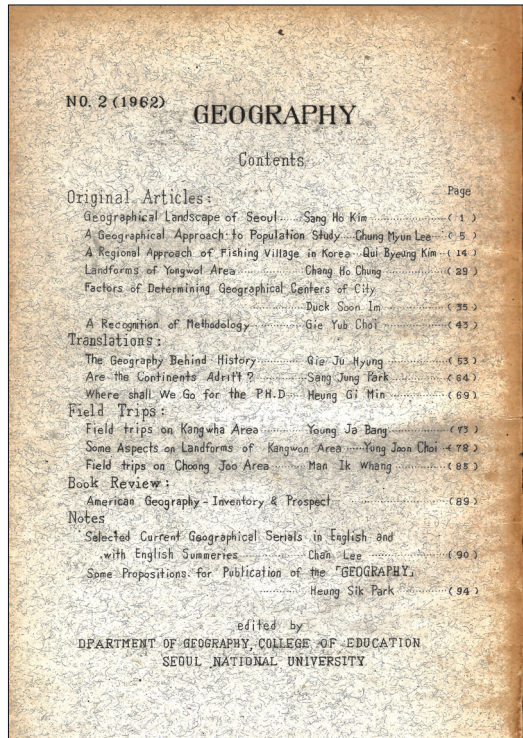 NO. 2 (1962)
GEOGRAPHY
Contents
Page
Original Articles:
Geographical Landscape of Seoul Sang Ho Kim ( 1 )
A Geographical Approach to Population Study Chung Myun Lee ( 5 )
A Regional Approach of Fishing Village in Korea Qui Byeung Kim ( 14 )
Landforms of Yongwol Area Chang Ho Chung ( 29 )
Factors of Determining Geographical Centers of City
Duck Soon Im ( 35 )
A Recognition of Methodology Gie Yub Choi ( 43 )
Translations:
The Geography Behind History Gie Ju Hyung ( 53 )
Are the Continents Adrift? Sang Jung Park ( 64 )
Where shall We Go for the PH.D Heung Gi Min ( 69 )
Field Trips:
Field trips on Kangwha Area Young Ja Bang ( 73 )
Some Aspects on Landforms of Kangwon Area Yung Joon Choi ( 78 )
Field trips on Choong Joo Area Man Ik Whang ( 85 )
Book Review:
American Geography - Inventory & Prospect ( 89 )
Notes
Selected Current Geographical Serials in English and
with English Summeries Chan Lee ( 90 )
Some Propositions for Publication of the 「GEOGRAPHY」
Heung Sik Park ( 94 )
edited by
DPARTMENT OF GEOGRAPHY, COLLEGE OF EDUCATION
SEOUL NATIONAL UNIVERSITY